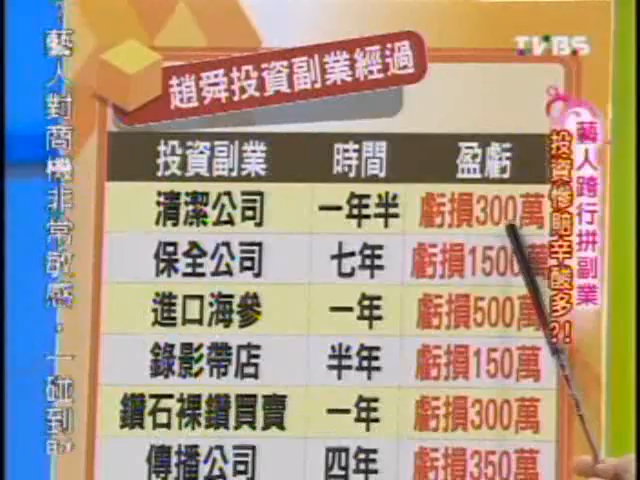 TVBS
趙舜投資副業經過
投資副業 時間 盈虧
清潔公司 一年半 虧損300萬
保全公司 七年 虧損1500萬
進口海參 一年 虧損500萬
錄影帶店 半年 虧損150萬
鑽石裸鑽買賣 一年 虧損300萬
傳播公司 四年 虧損350萬
藝人跨行拼副業
投資慘賠辛酸多?!
藝人對商機非常敏感,一碰到